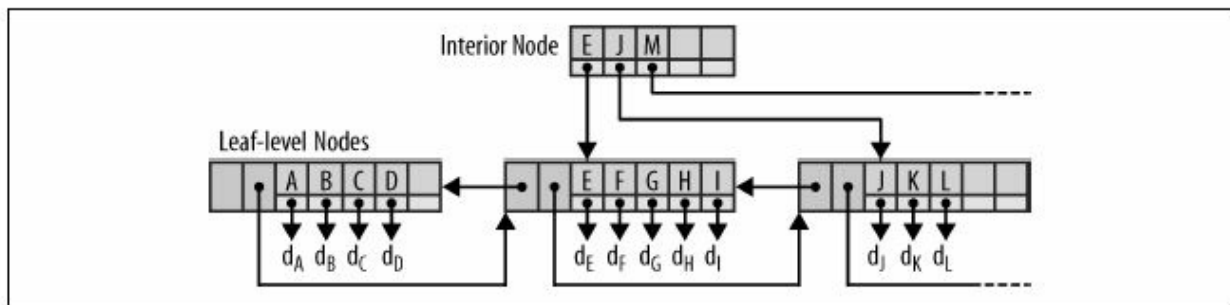 Interior Node E J M
Leaf-level Nodes
A B C D E F G H I J K L
dA dB dC dD dE dF dG dH dI dJ dK dL